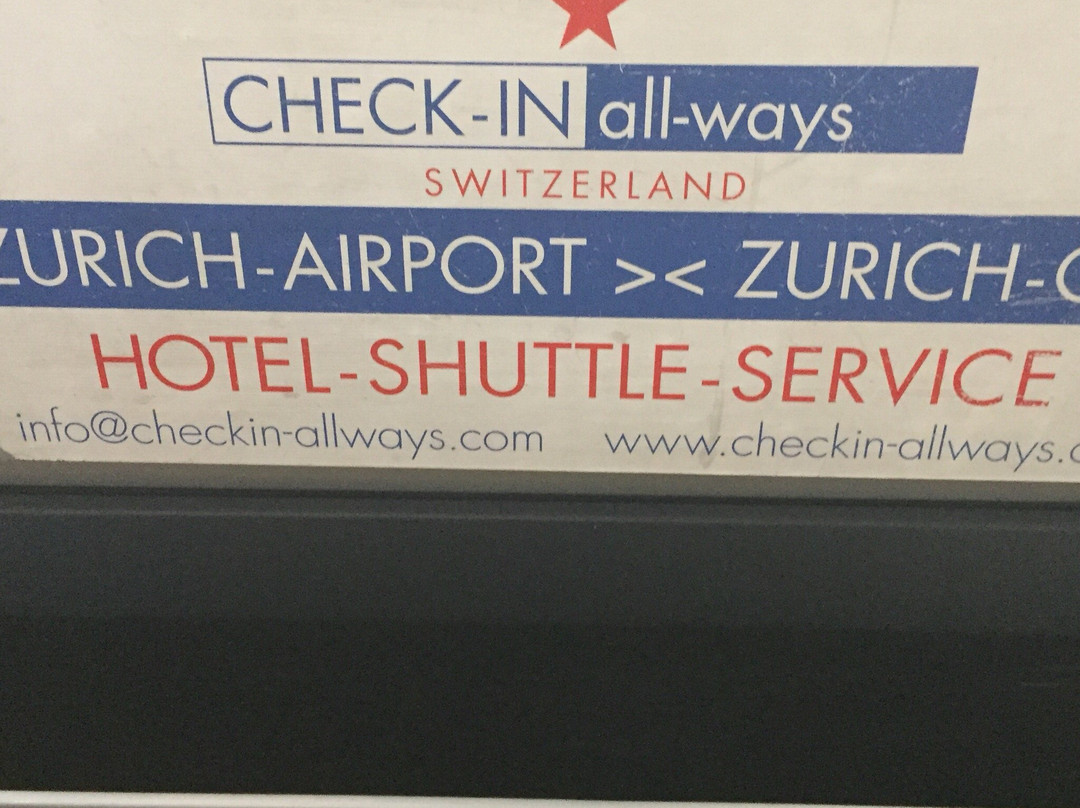 CHECK-IN all-ways
SWITZERLAND
ZURICH-AIRPORT >< ZURICH-C
HOTEL-SHUTTLE-SERVICE
info@checkin-allways.com www.checkin-allways.c